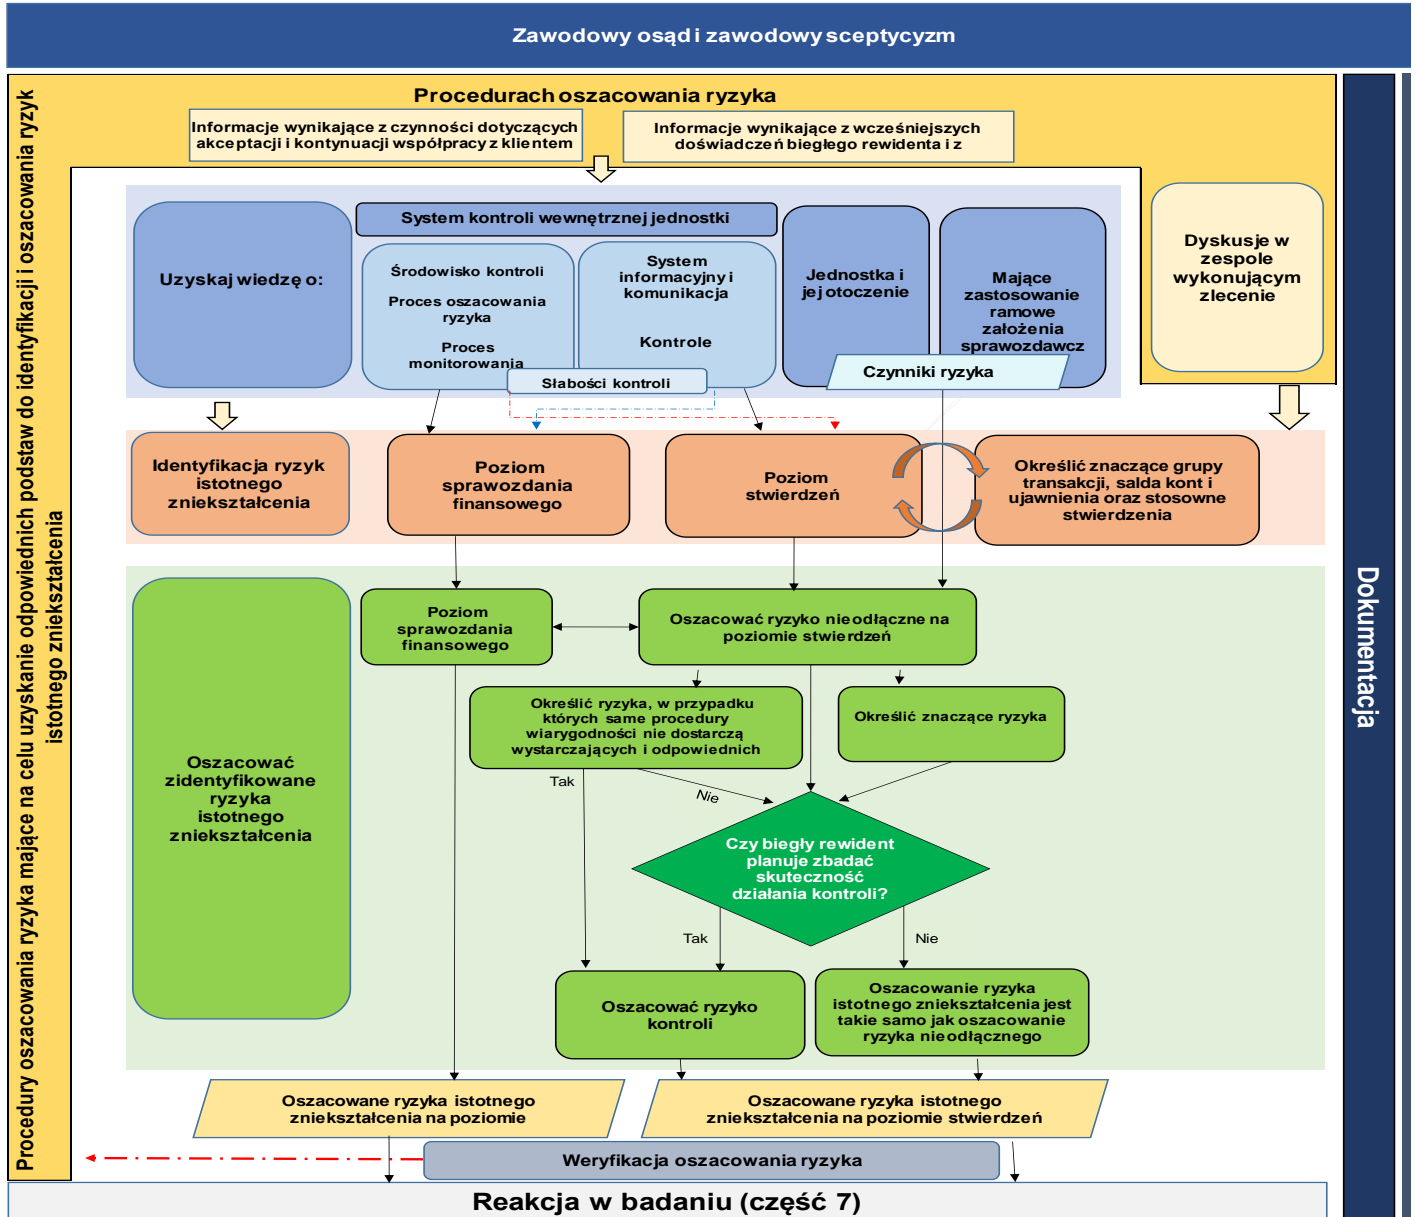 Zawodowy osąd i zawodowy sceptycyzm
Procedury oszacowania ryzyka mające na celu uzyskanie odpowiednich podstaw do identyfikacji i oszacowania ryzyk
istotnego zniekształcenia
Procedurach oszacowania ryzyka
Informacje wynikające z czynności dotyczących
akceptacji i kontynuacji współpracy z klientem
Informacje wynikające z wcześniejszych
doświadczeń biegłego rewidenta i z
Uzyskaj wiedzę o:
System kontroli wewnętrznej jednostki
Środowisko kontroli
Proces oszacowania
ryzyka
Proces
monitorowania
System
informacyjny i
komunikacja
Kontrole
Słabości kontroli
Jednostka i
jej otoczenie
Mające
zastosowanie
ramowe
założenia
sprawozdawcz
Czynniki ryzyka
Dyskusje w
zespole
wykonującym
zlecenie
Dokumentacja
Identyfikacja ryzyk
istotnego
zniekształcenia
Poziom
sprawozdania
finansowego
Poziom
stwierdzeń
Określić znaczące grupy
transakcji, salda kont i
ujawnienia oraz stosowne
stwierdzenia
Oszacować
zidentyfikowane
ryzyka
istotnego
zniekształcenia
Poziom
sprawozdania
finansowego
Oszacować ryzyko nieodłączne na
poziomie stwierdzeń
Określić ryzyka, w przypadku
których same procedury
wiarygodności nie dostarczą
wystarczających i odpowiednich
Określić znaczące ryzyka
Tak
Nie
Czy biegły rewident
planuje zbadać
skuteczność
działania kontroli?
Tak
Nie
Oszacować ryzyko
kontroli
Oszacowanie ryzyka
istotnego zniekształcenia jest
takie samo jak oszacowanie
ryzyka nieodłącznego
Oszacowane ryzyka istotnego
zniekształcenia na poziomie
Oszacowane ryzyka istotnego
zniekształcenia na poziomie stwierdzeń
Weryfikacja oszacowania ryzyka
Reakcja w badaniu (część 7)